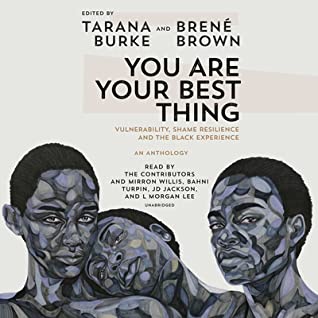 EDITED BY
TARANA AND BRENÉ
BURKE BROWN
YOU ARE
YOUR BEST
THING
VULNERABILITY, SHAME RESILIENCE
AND THE BLACK EXPERIENCE
AN ANTHOLOGY
READ BY
THE CONTRIBUTORS
AND MIRRON WILLIS, BAHNI
TURPIN, JD JACKSON,
AND L MORGAN LEE
UNABRIDGED